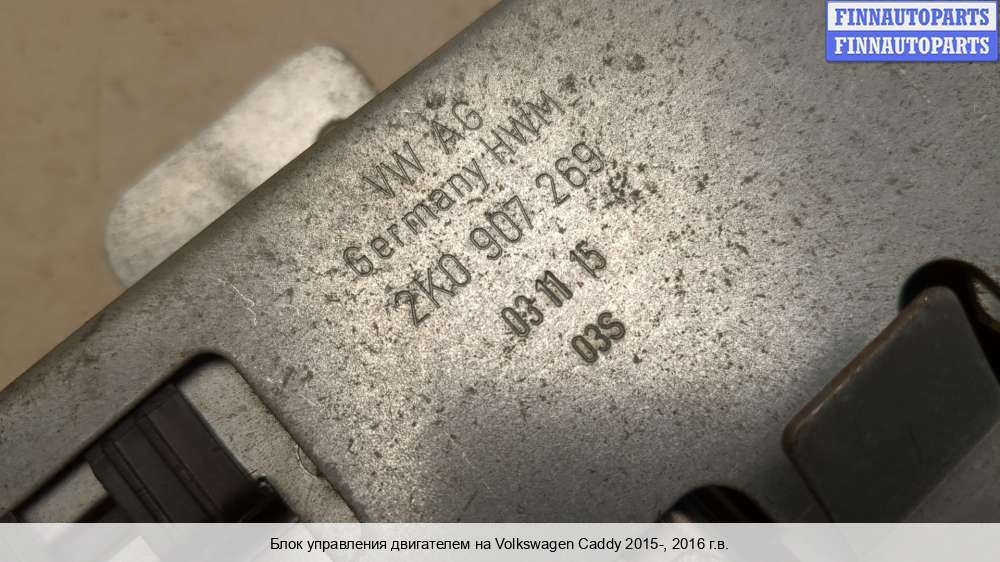 FINNAUTOPARTS
FINNAUTOPARTS
VW AG
Germany HWM
2K0 907 269
03 11 15
03S
Блок управления двигателем на Volkswagen Caddy 2015-, 2016 г.в.